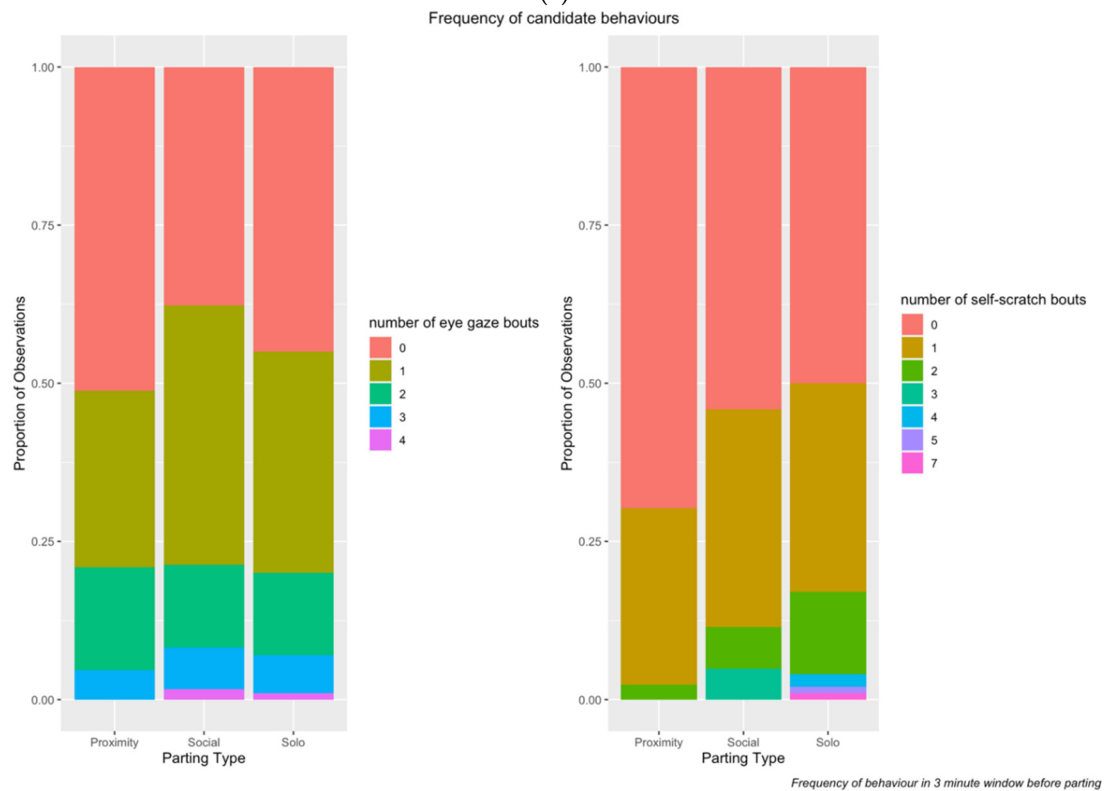 Frequency of candidate behaviours
1.00
0.75
0.50
0.25
0.00
Proportion of Observations
Proximity Social Solo
Parting Type
number of eye gaze bouts
0
1
2
3
4
1.00
0.75
0.50
0.25
0.00
Proportion of Observations
Proximity Social Solo
Parting Type
number of self-scratch bouts
0
1
2
3
4
5
7
Frequency of behaviour in 3 minute window before parting